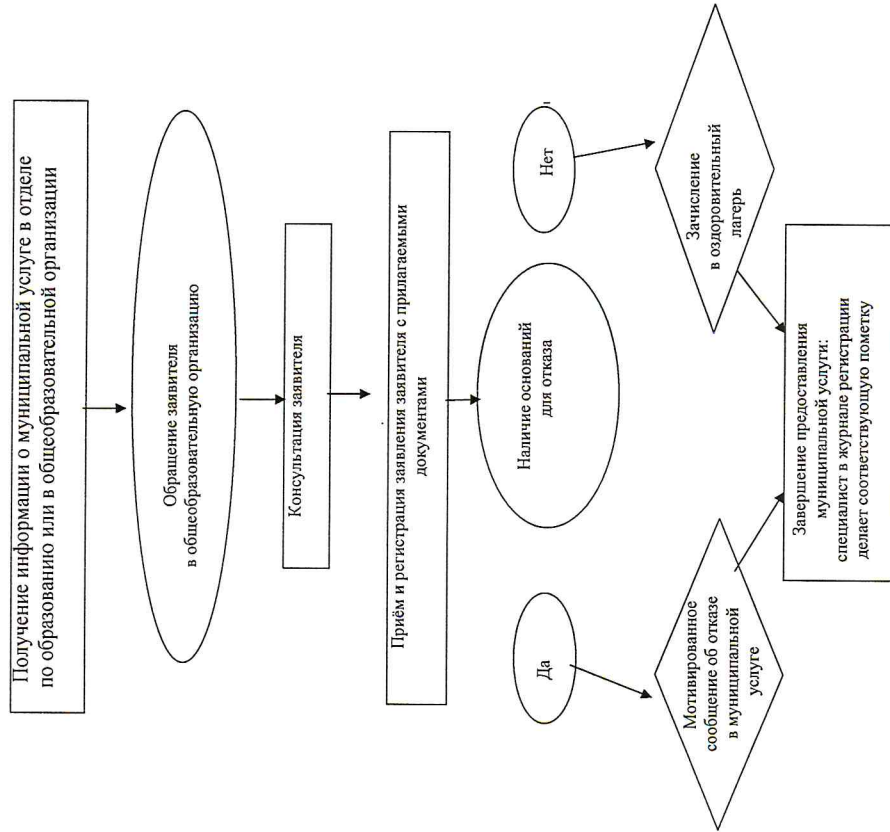 Получение информации о муниципальной услуге в отделе
по образованию или в общеобразовательной организации
Обращение заявителя
в общеобразовательную организацию
Консультация заявителя
Приём и регистрация заявления заявителя с прилагаемыми
документами
Да
Наличие оснований
для отказа
Нет
Мотивированное
сообщение об отказе
в муниципальной
услуге
Зачисление
в оздоровительный
лагерь
Завершение предоставления
муниципальной услуги:
специалист в журнале регистрации
делает соответствующую пометку